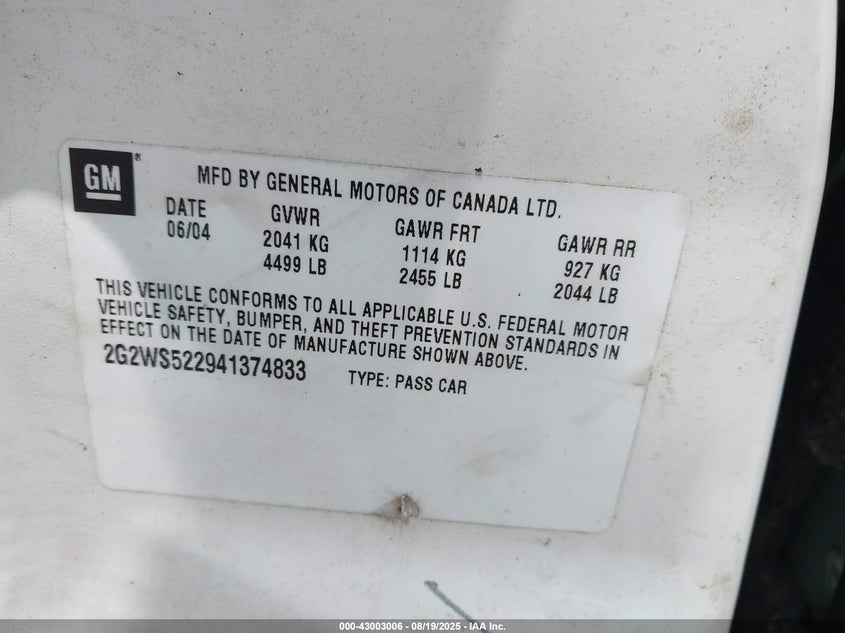 GM ®
MFD BY GENERAL MOTORS OF CANADA LTD.
DATE GVWR GAWR FRT GAWR RR
06/04 2041 KG 1114 KG 927 KG
4499 LB 2455 LB 2044 LB
THIS VEHICLE CONFORMS TO ALL APPLICABLE U.S. FEDERAL MOTOR
VEHICLE SAFETY, BUMPER, AND THEFT PREVENTION STANDARDS IN
EFFECT ON THE DATE OF MANUFACTURE SHOWN ABOVE.
2G2WS522941374833 TYPE: PASS CAR
000-43003006 - 08/19/2025 - IAA Inc.